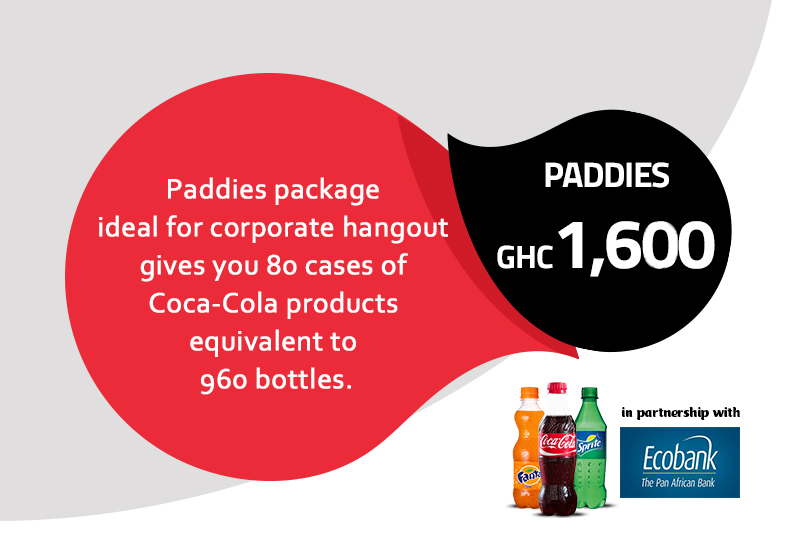 Paddies package
ideal for corporate hangout
gives you 80 cases of
Coca-Cola products
equivalent to
960 bottles.
PADDIES
GHC 1,600
in partnership with
Ecobank
The Pan African Bank
Fanta
Coca-Cola
Sprite